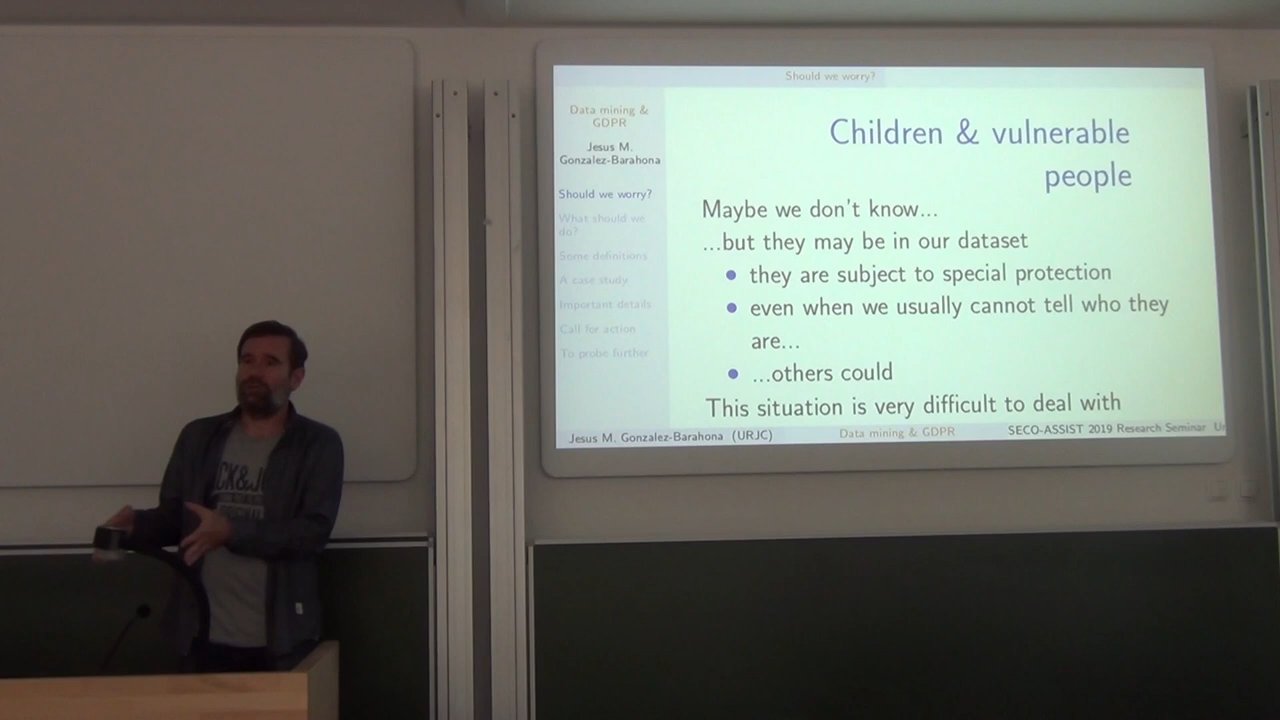 Should we worry?
Data mining &
GDPR
Jesus M.
Gonzalez-Barahona
Should we worry?
What should we
do?
Some definitions
A case study
Important details
Call for action
To probe further
Children & vulnerable
people
Maybe we don't know...
...but they may be in our dataset
• they are subject to special protection
• even when we usually cannot tell who they
are...
• ...others could
This situation is very difficult to deal with
Jesus M. Gonzalez-Barahona (URJC)
Data mining & GDPR
SECO-ASSIST 2019 Research Seminar
CK&J